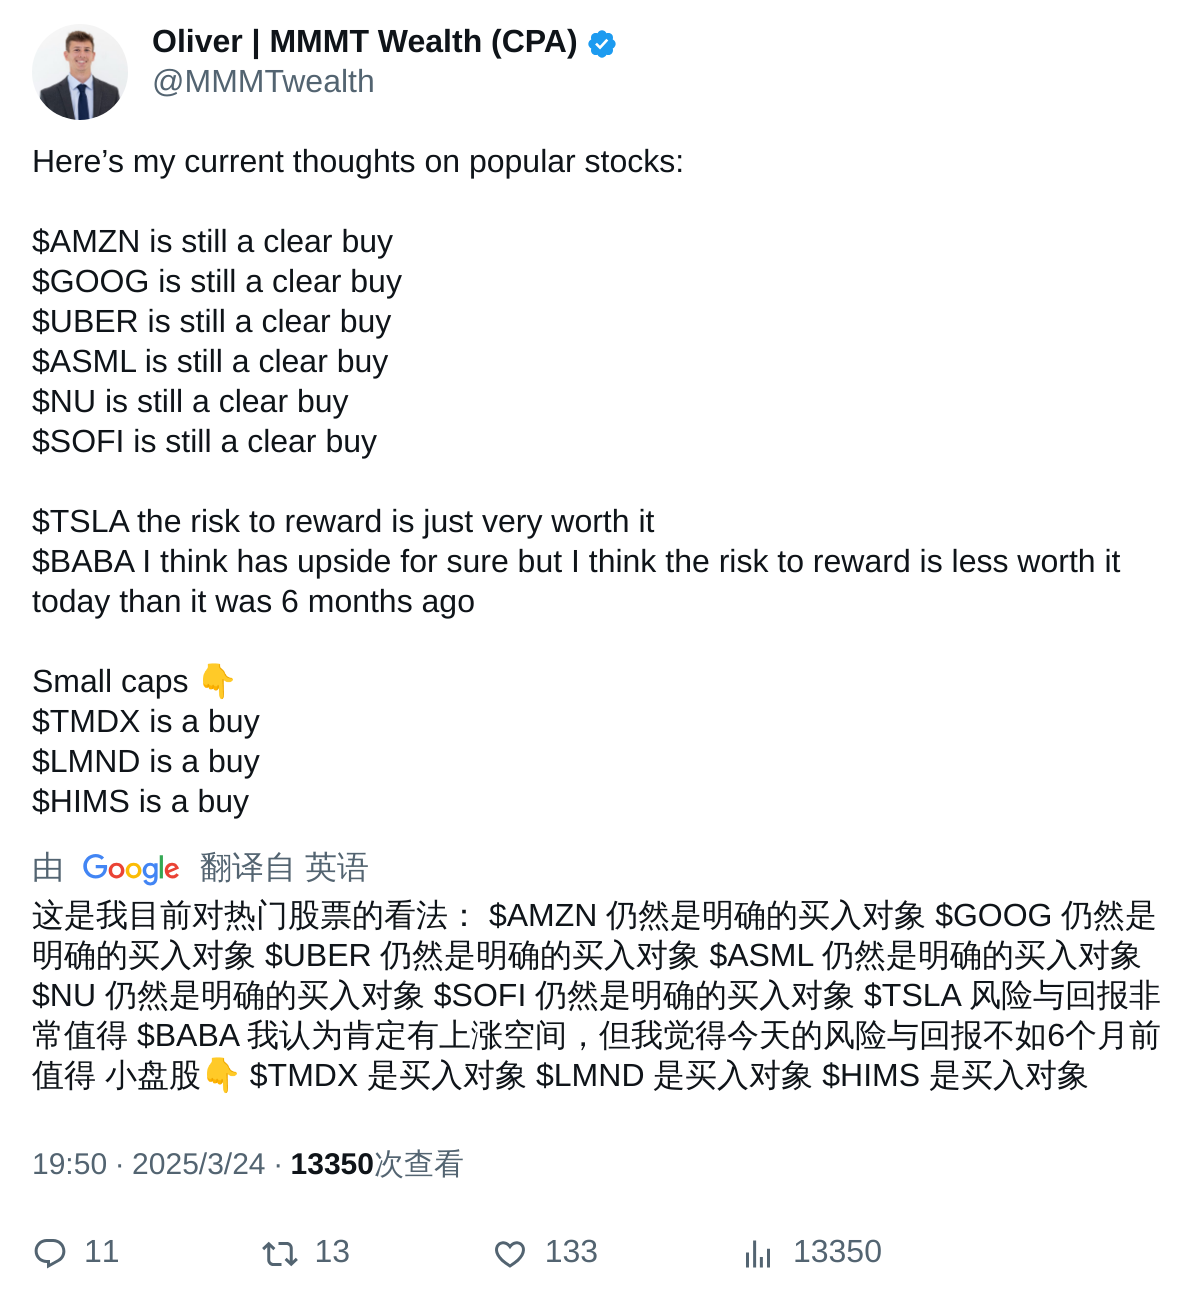 Oliver | MMMT Wealth (CPA)
@MMMTwealth
Here’s my current thoughts on popular stocks:
$AMZN is still a clear buy
$GOOG is still a clear buy
$UBER is still a clear buy
$ASML is still a clear buy
$NU is still a clear buy
$SOFI is still a clear buy
$TSLA the risk to reward is just very worth it
$BABA I think has upside for sure but I think the risk to reward is less worth it
today than it was 6 months ago
Small caps 👇
$TMDX is a buy
$LMND is a buy
$HIMS is a buy
由 Google 翻译自 英语
这是我目前对热门股票的看法： $AMZN 仍然是明确的买入对象 $GOOG 仍然是
明确的买入对象 $UBER 仍然是明确的买入对象 $ASML 仍然是明确的买入对象
$NU 仍然是明确的买入对象 $SOFI 仍然是明确的买入对象 $TSLA 风险与回报非
常值得 $BABA 我认为肯定有上涨空间，但我觉得今天的风险与回报不如6个月前
值得 小盘股👇 $TMDX 是买入对象 $LMND 是买入对象 $HIMS 是买入对象
19:50 · 2025/3/24 · 13350次查看
11 13 133 13350